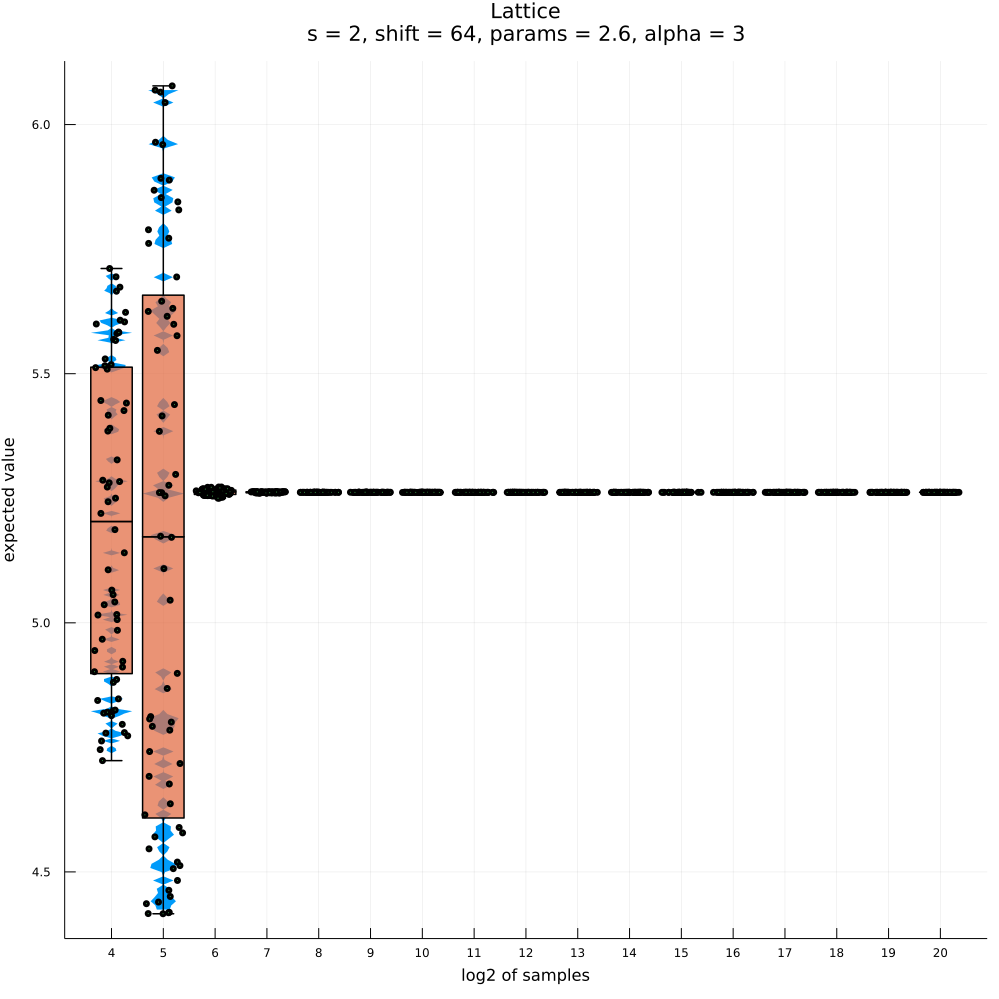 Lattice
s = 2, shift = 64, params = 2.6, alpha = 3
6.0
5.5
5.0
4.5
expected value
4 5 6 7 8 9 10 11 12 13 14 15 16 17 18 19 20
log2 of samples